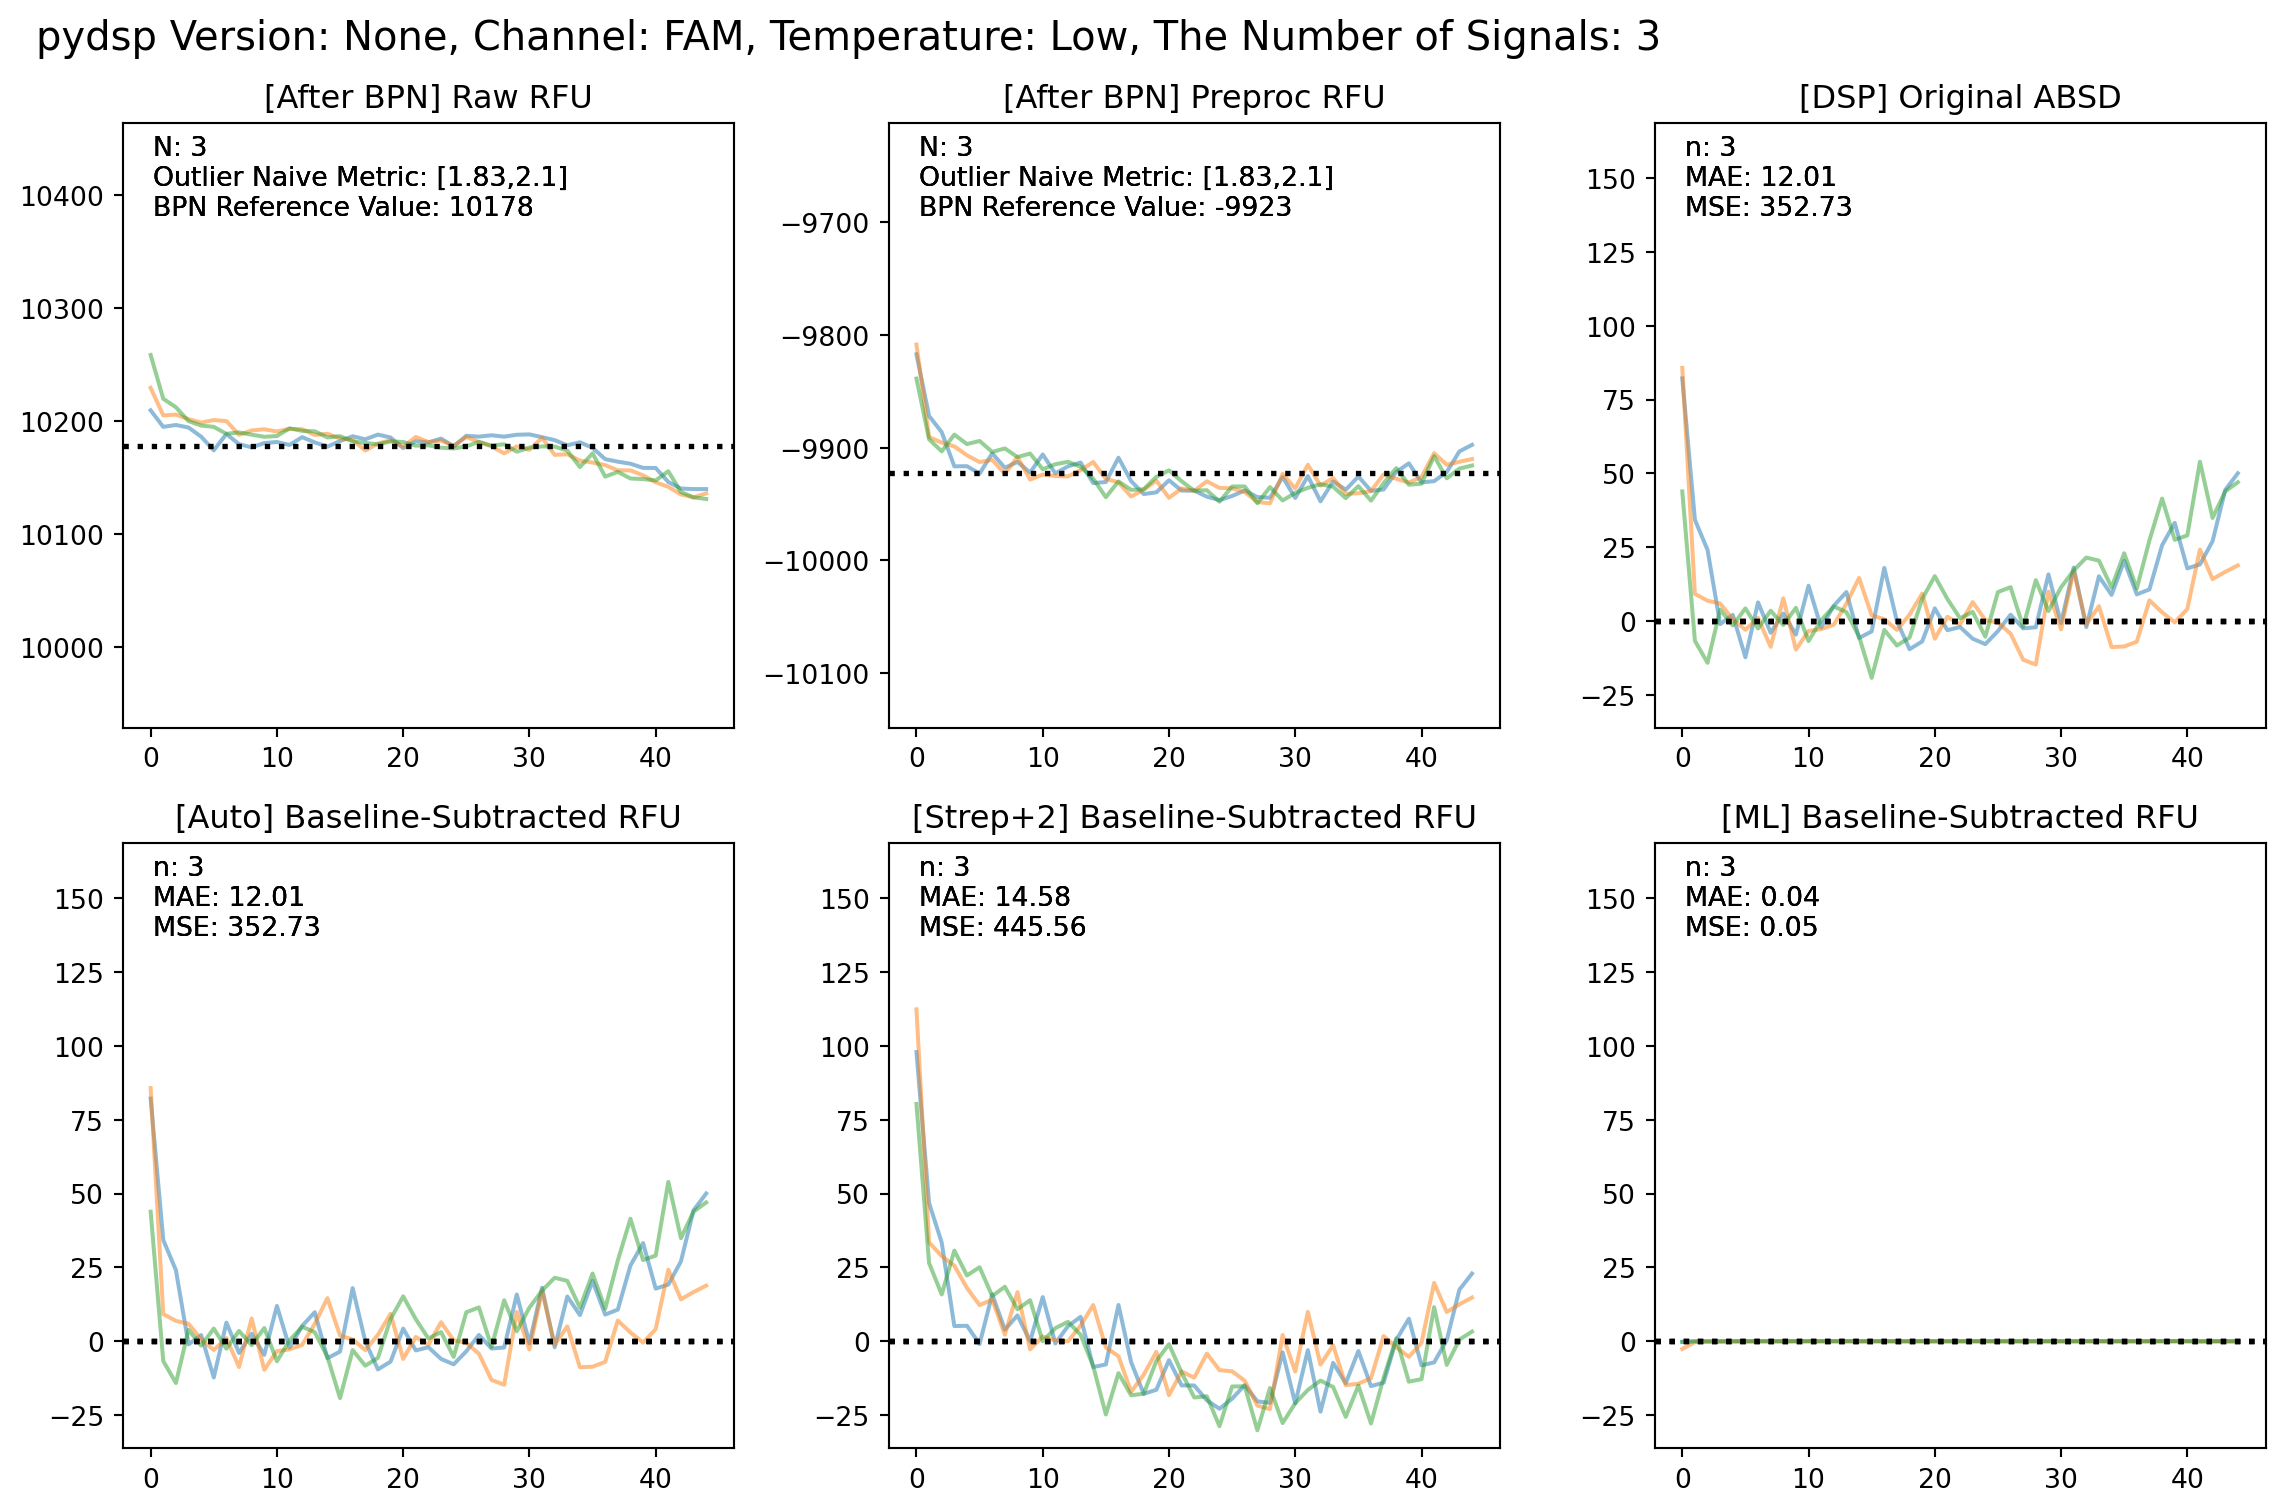 pydsp Version: None, Channel: FAM, Temperature: Low, The Number of Signals: 3
[After BPN] Raw RFU
N: 3
Outlier Naive Metric: [1.83,2.1]
BPN Reference Value: 10178
10400
10300
10200
10100
10000
0 10 20 30 40
[After BPN] Preproc RFU
N: 3
Outlier Naive Metric: [1.83,2.1]
BPN Reference Value: -9923
−9700
−9800
−9900
−10000
−10100
0 10 20 30 40
[DSP] Original ABSD
n: 3
MAE: 12.01
MSE: 352.73
150
125
100
75
50
25
0
−25
0 10 20 30 40
[Auto] Baseline-Subtracted RFU
n: 3
MAE: 12.01
MSE: 352.73
150
125
100
75
50
25
0
−25
0 10 20 30 40
[Strep+2] Baseline-Subtracted RFU
n: 3
MAE: 14.58
MSE: 445.56
150
125
100
75
50
25
0
−25
0 10 20 30 40
[ML] Baseline-Subtracted RFU
n: 3
MAE: 0.04
MSE: 0.05
150
125
100
75
50
25
0
−25
0 10 20 30 40